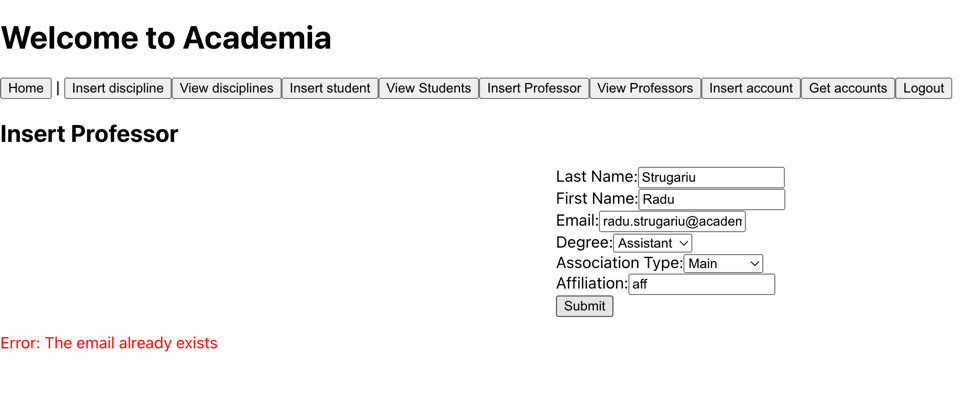 Welcome to Academia
Home | Insert discipline View disciplines Insert student View Students Insert Professor View Professors Insert account Get accounts Logout
Insert Professor
Last Name: Strugariu
First Name: Radu
Email: radu.strugariu@academ
Degree: Assistant
Association Type: Main
Affiliation: aff
Submit
Error: The email already exists